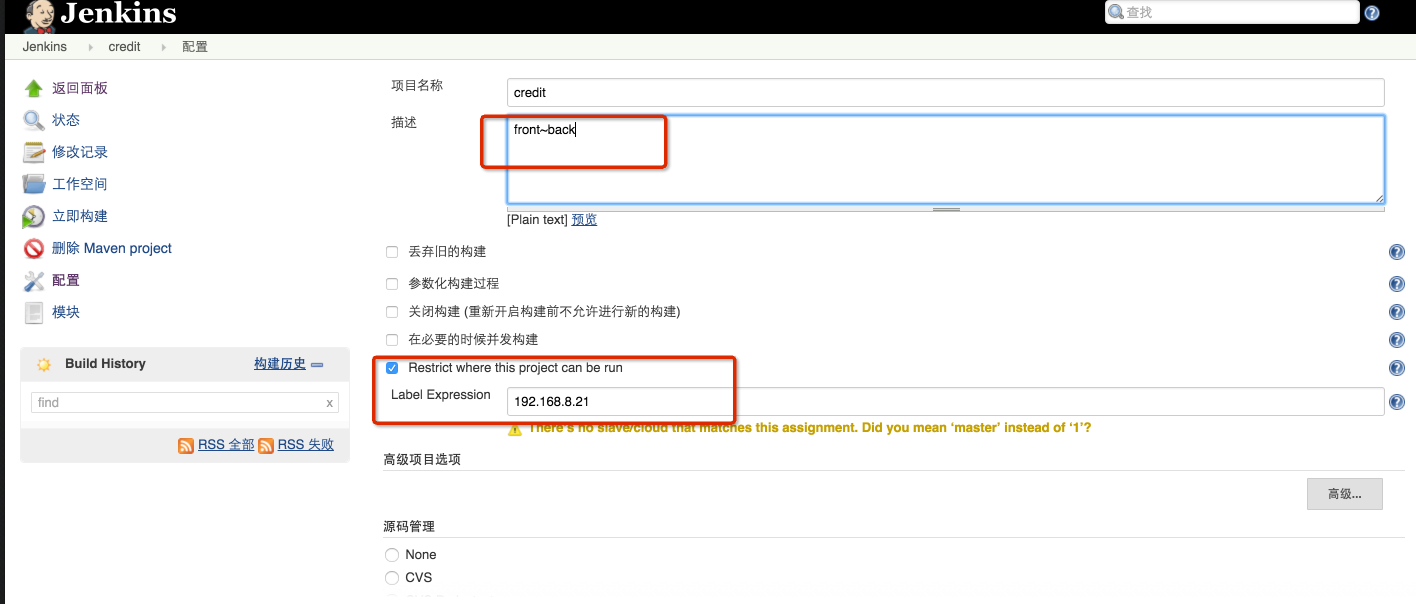 Jenkins
查找
Jenkins
credit
配置
返回面板
状态
修改记录
工作空间
立即构建
删除 Maven project
配置
模块
Build History
构建历史
find
x
RSS 全部
RSS 失败
项目名称
credit
描述
front~back
[Plain text] 预览
丢弃旧的构建
参数化构建过程
关闭构建 (重新开启构建前不允许进行新的构建)
在必要的时候并发构建
Restrict where this project can be run
Label Expression
192.168.8.21
There's no slave/cloud that matches this assignment. Did you mean ‘master’ instead of ‘1’?
高级项目选项
高级...
源码管理
None
CVS